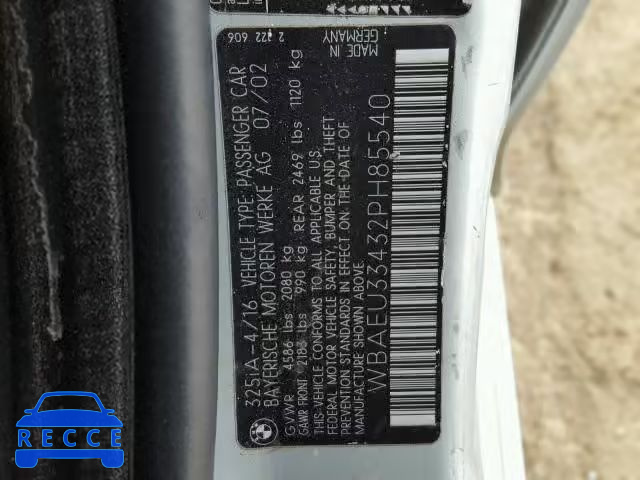 MADE IN
GERMANY
2 222 606
325IA-4/16 VEHICLE TYPE: PASSENGER CAR
BAYERISCHE MOTOREN WERKE AG 07/02
GVWR 4586 lbs 2080 kg
GAWR FRONT 2183 lbs 990 kg REAR 2469 lbs 1120 kg
THIS VEHICLE CONFORMS TO ALL APPLICABLE U.S.
FEDERAL MOTOR VEHICLE SAFETY, BUMPER AND THEFT
PREVENTION STANDARDS IN EFFECT ON THE DATE OF
MANUFACTURE SHOWN ABOVE.
WBAEU33432PH85540
BMW
RECCE